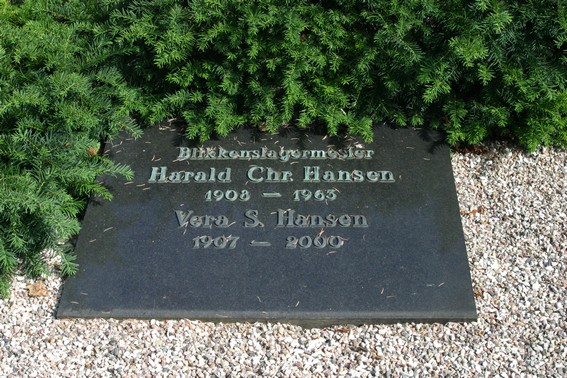 Blikkenslagermester
Harald Chr. Hansen
1908 – 1963
Vera S. Hansen
1907 – 2000